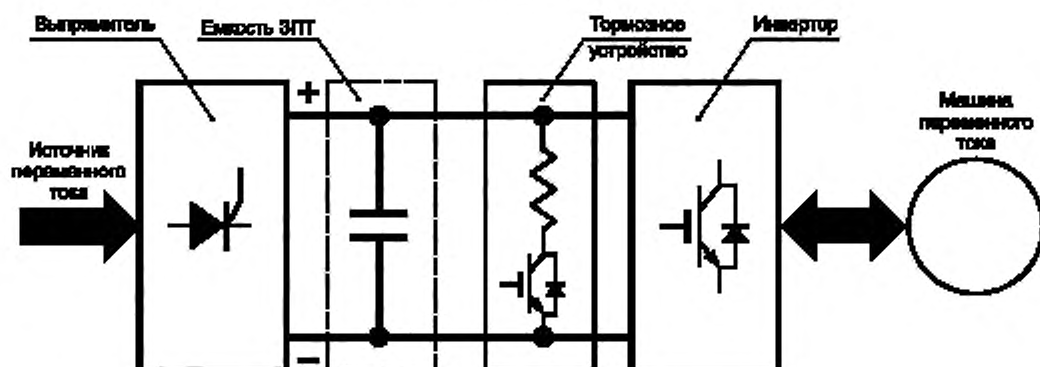 Выпрямитель
Емкость ЗПТ
Тормозное
устройство
Инвертор
Машина
переменного
тока
Источник
переменного
тока
+
−